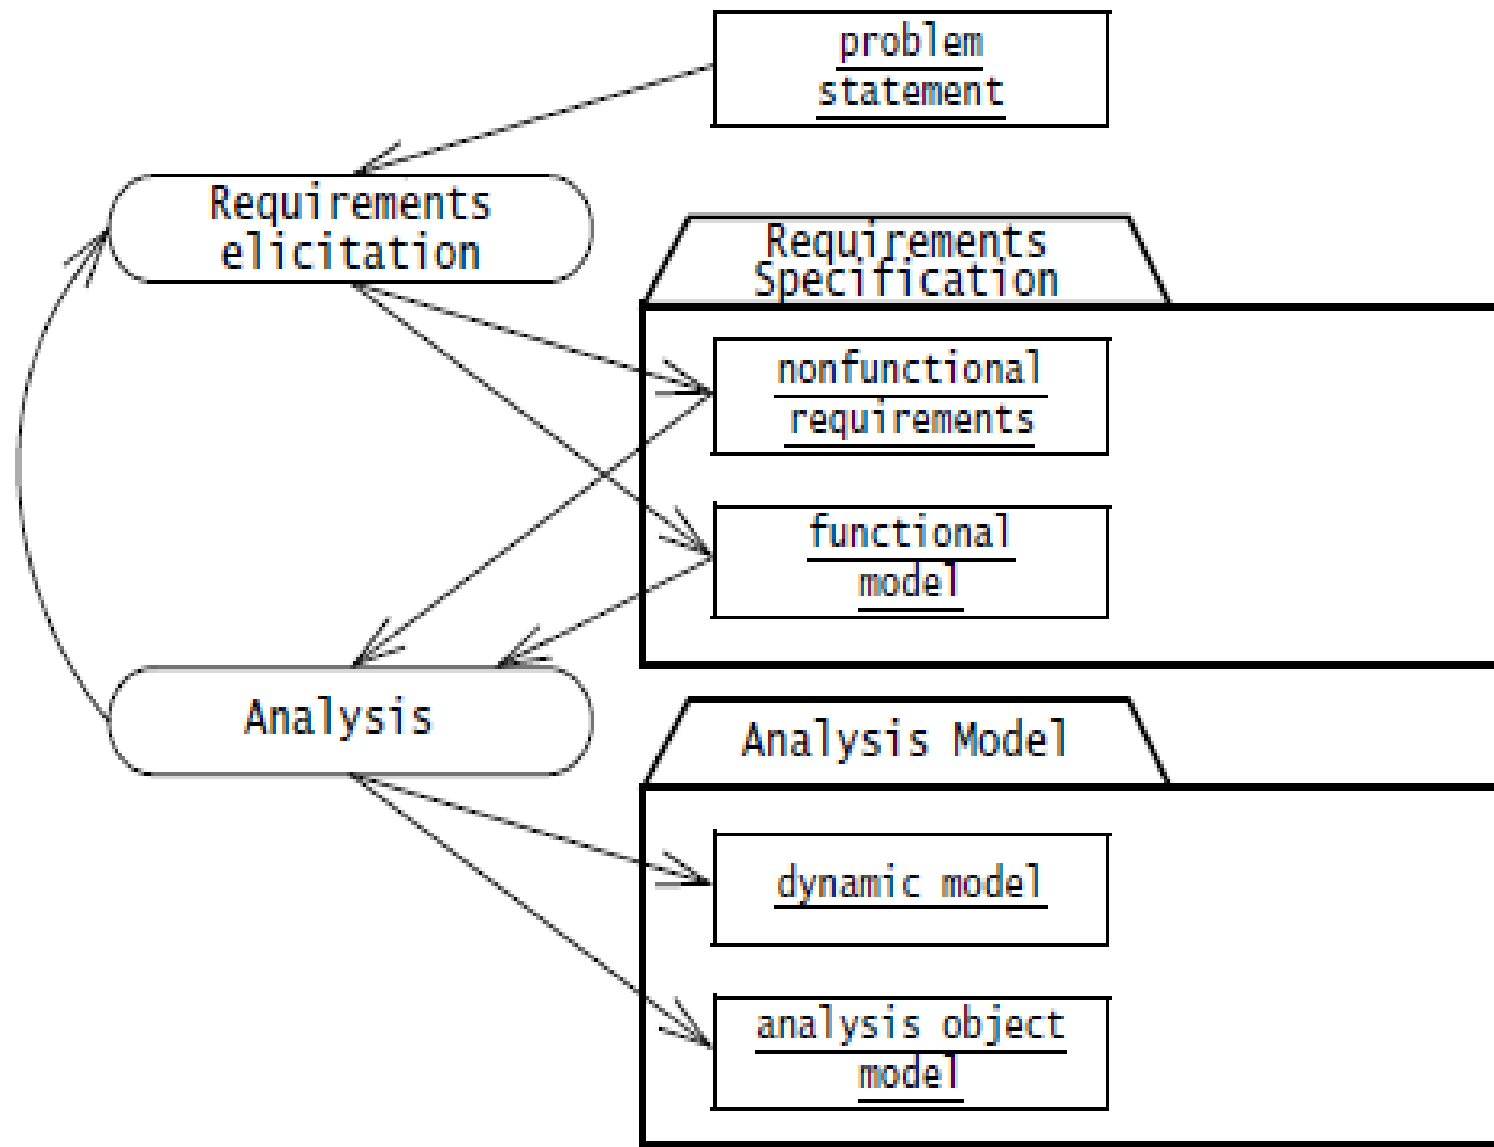 problem
statement
Requirements
elicitation
Requirements
Specification
nonfunctional
requirements
functional
model
Analysis
Analysis Model
dynamic model
analysis object
model